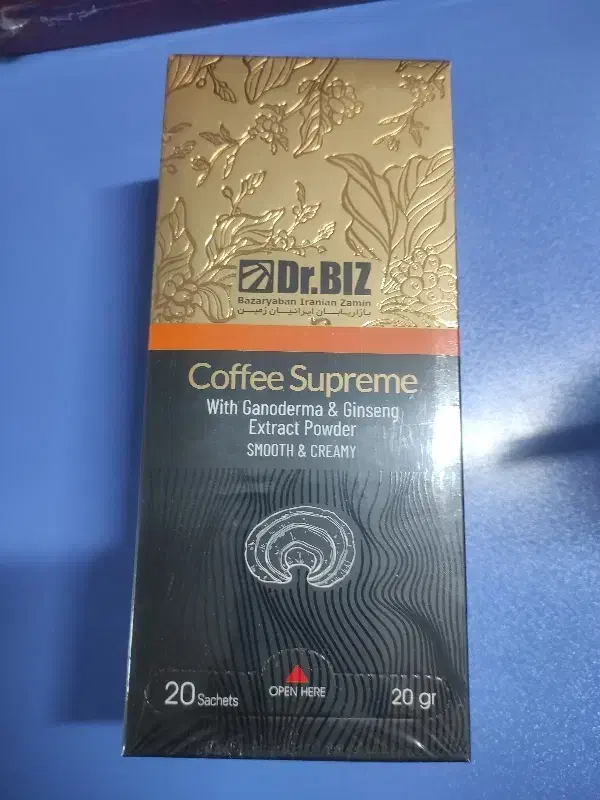 Dr.BIZ
Bazaryaban Iranian Zamin
بازاریابان ایرانیان زمین
Coffee Supreme
With Ganoderma & Ginseng
Extract Powder
SMOOTH & CREAMY
20 Sachets
OPEN HERE
20 gr